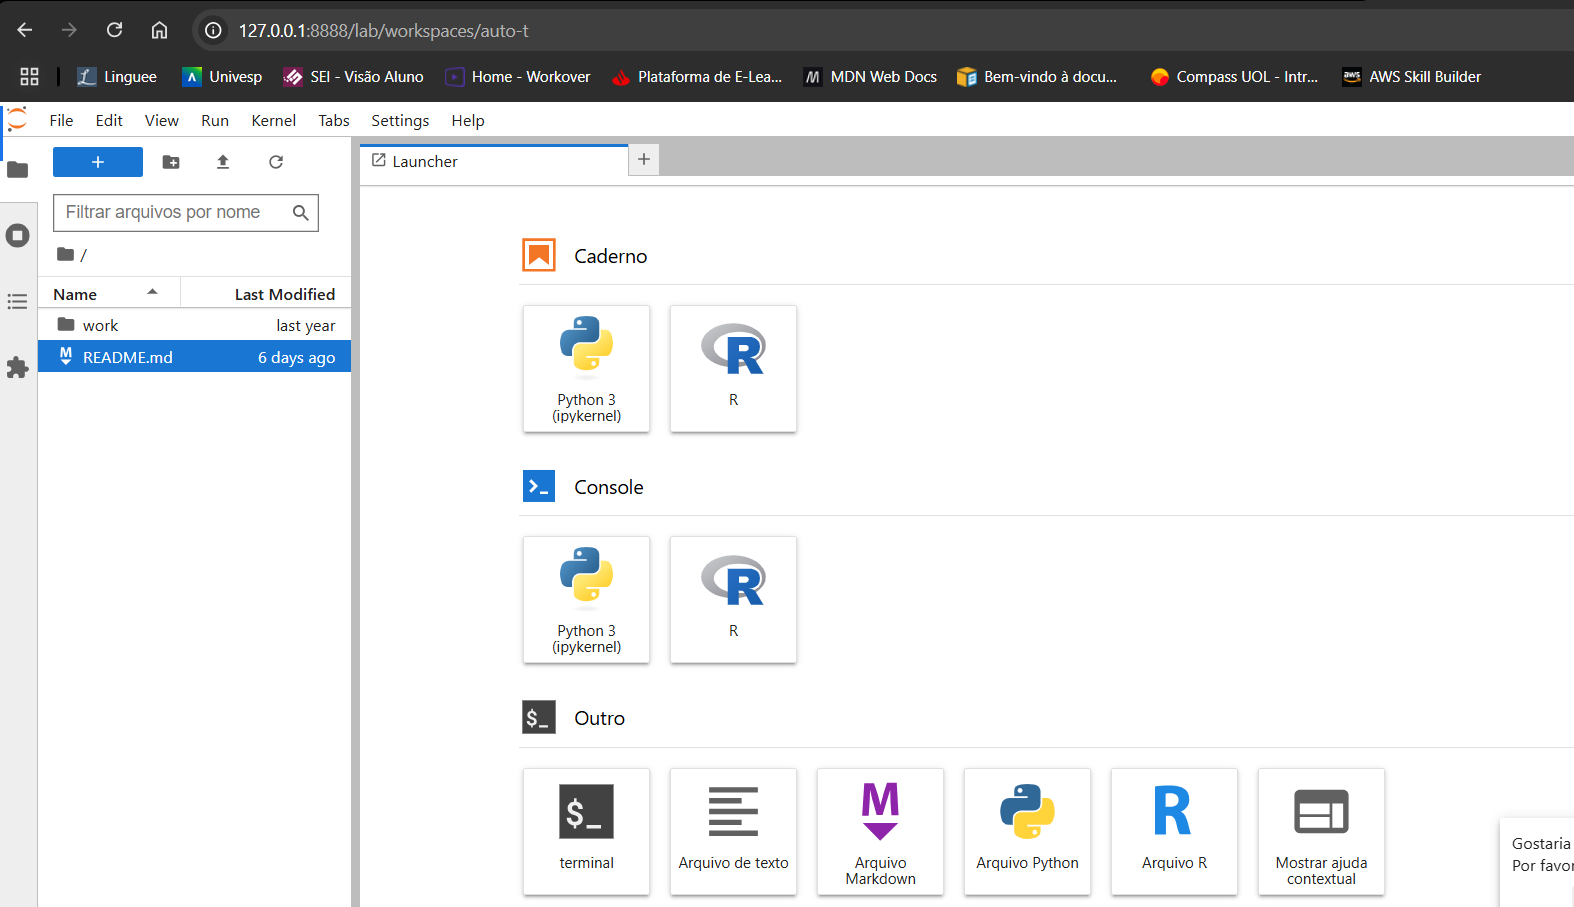 127.0.0.1:8888/lab/workspaces/auto-t
Linguee Univesp SEI - Visão Aluno Home - Workover Plataforma de E-Lea... MDN Web Docs Bem-vindo à docu... Compass UOL - Intr... AWS Skill Builder
File Edit View Run Kernel Tabs Settings Help
Launcher
Filtrar arquivos por nome
/
Name Last Modified
work last year
README.md 6 days ago
Caderno
Python 3
(ipykernel)
R
Console
Python 3
(ipykernel)
R
$_ Outro
$_
terminal
Arquivo de texto
Arquivo
Markdown
Arquivo Python
Arquivo R
Mostrar ajuda
contextual
Gostaria
Por favor